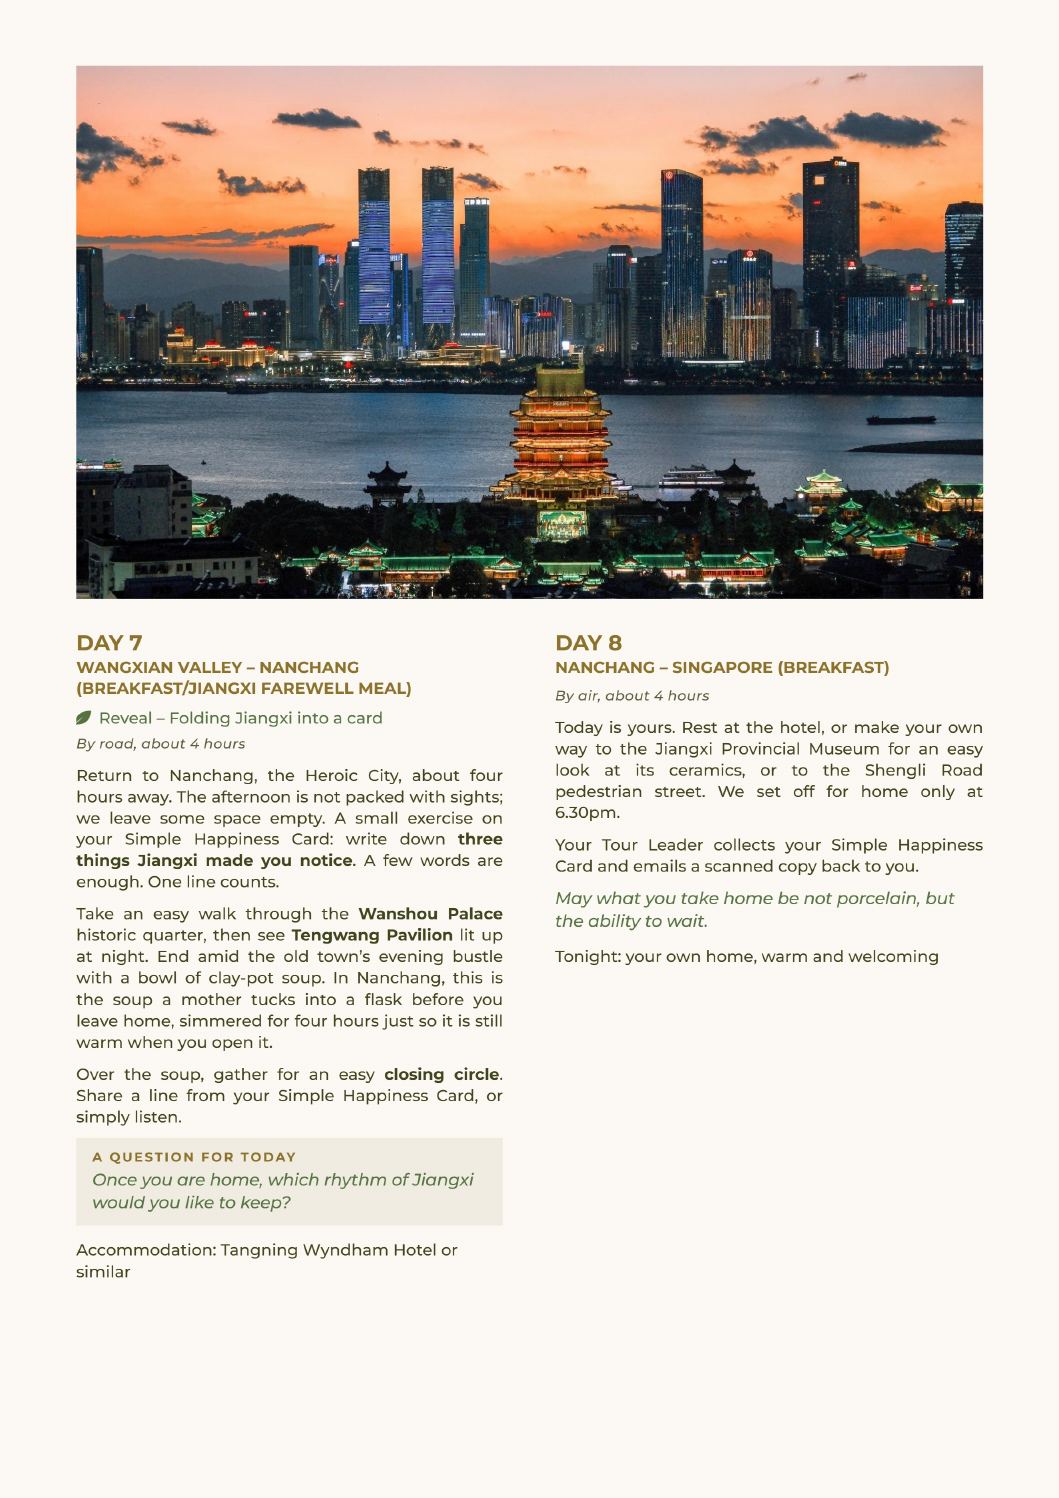 DAY 7
WANGXIAN VALLEY – NANCHANG
(BREAKFAST/JIANGXI FAREWELL MEAL)
Reveal – Folding Jiangxi into a card
By road, about 4 hours
Return to Nanchang, the Heroic City, about four
hours away. The afternoon is not packed with sights;
we leave some space empty. A small exercise on
your Simple Happiness Card: write down three
things Jiangxi made you notice. A few words are
enough. One line counts.
Take an easy walk through the Wanshou Palace
historic quarter, then see Tengwang Pavilion lit up
at night. End amid the old town's evening bustle
with a bowl of clay-pot soup. In Nanchang, this is
the soup a mother tucks into a flask before you
leave home, simmered for four hours just so it is still
warm when you open it.
Over the soup, gather for an easy closing circle.
Share a line from your Simple Happiness Card, or
simply listen.
A QUESTION FOR TODAY
Once you are home, which rhythm of Jiangxi
would you like to keep?
Accommodation: Tangning Wyndham Hotel or
similar
DAY 8
NANCHANG – SINGAPORE (BREAKFAST)
By air, about 4 hours
Today is yours. Rest at the hotel, or make your own
way to the Jiangxi Provincial Museum for an easy
look at its ceramics, or to the Shengli Road
pedestrian street. We set off for home only at
6.30pm.
Your Tour Leader collects your Simple Happiness
Card and emails a scanned copy back to you.
May what you take home be not porcelain, but
the ability to wait.
Tonight: your own home, warm and welcoming